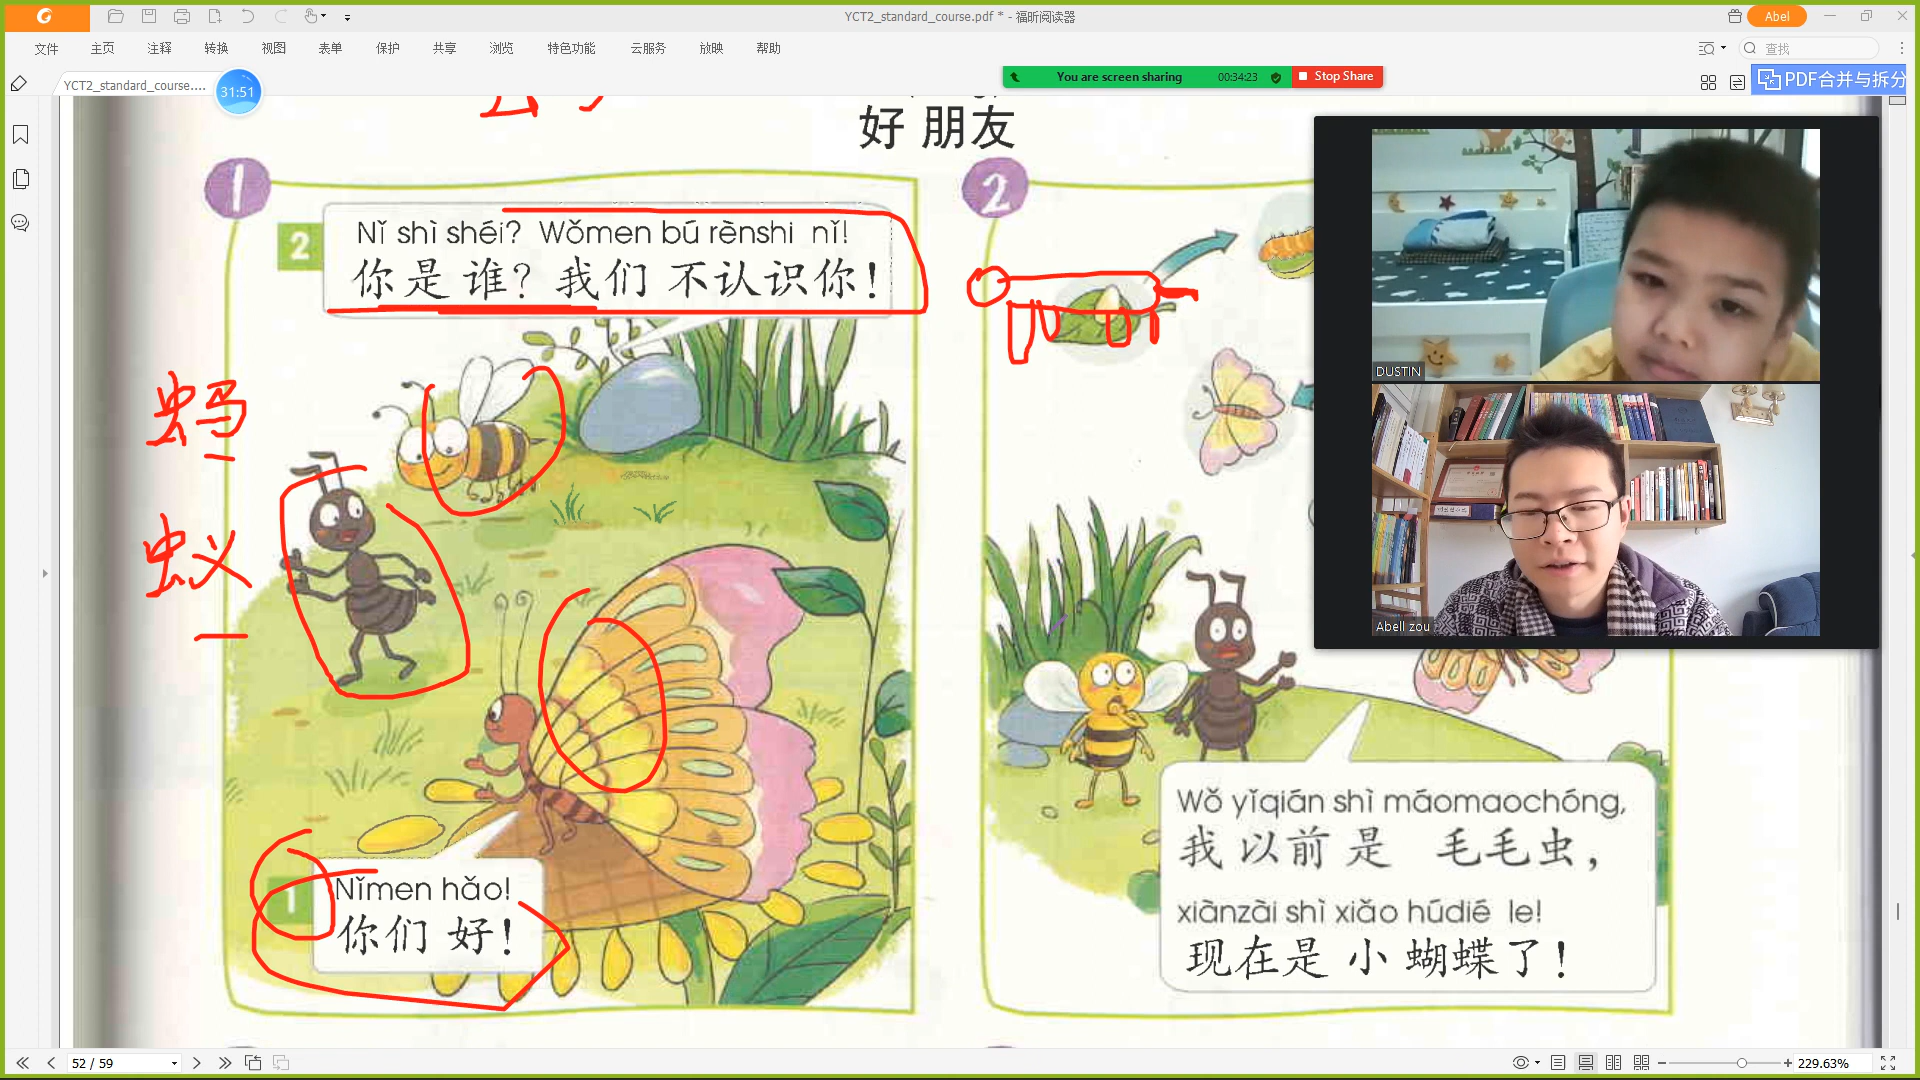 YCT2_standard_course.pdf * - 福昕阅读器
Abel
文件 主页 注释 转换 视图 表单 保护 共享 浏览 特色功能 云服务 放映 帮助
查找
YCT2_standard_course....
31:51
You are screen sharing 00:34:23 Stop Share
PDF合并与拆分
好 朋友
1
2
Nǐ shì shéi? Wǒmen bú rènshi nǐ!
你是 谁? 我们 不认识你!
蚂
蚁
1
Nǐmen hǎo!
你们 好!
2
Wǒ yǐqián shì máomaochóng,
我 以前 是 毛毛虫,
xiànzài shì xiǎo húdié le!
现在是 小 蝴蝶了!
DUSTIN
Abell zou
52 / 59
229.63%